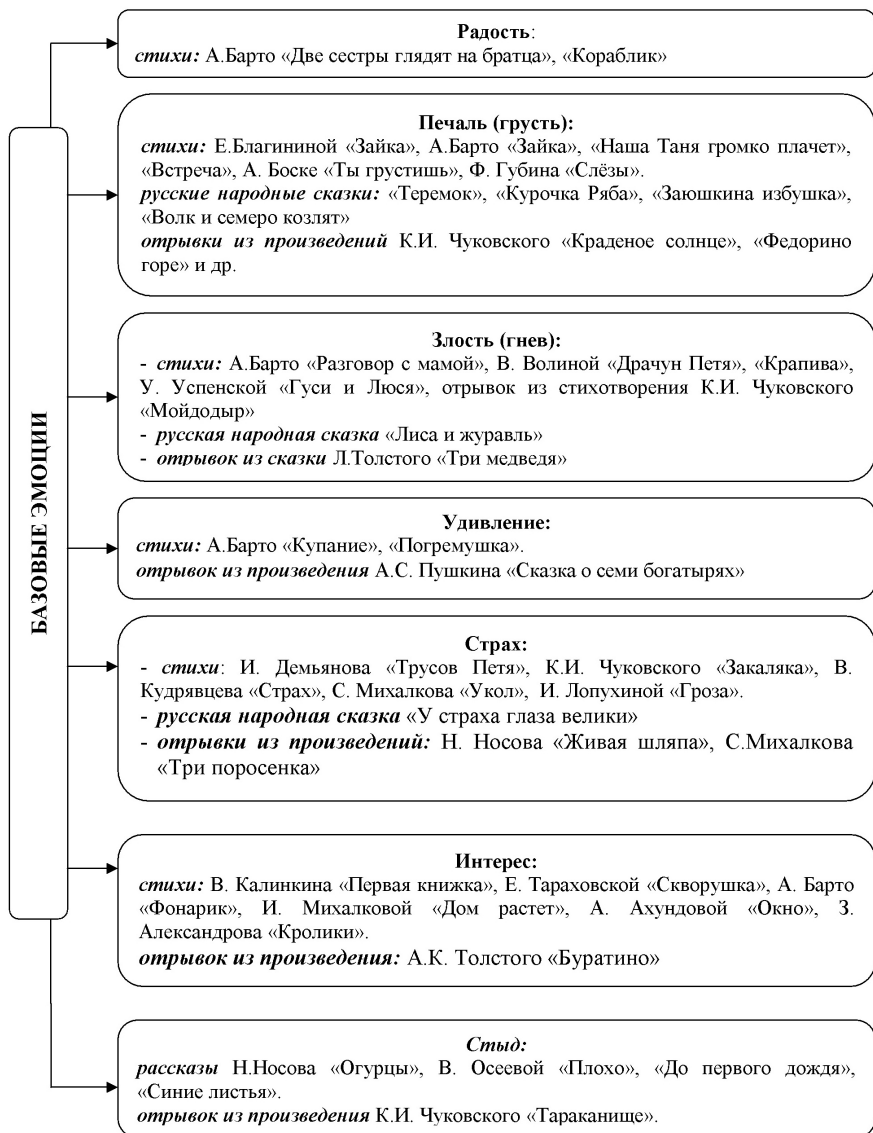 БАЗОВЫЕ ЭМОЦИИ
Радость:
стихи: А.Барто «Две сестры глядят на братца», «Кораблик»
Печаль (грусть):
стихи: Е.Благининой «Зайка», А.Барто «Зайка», «Наша Таня громко плачет»,
«Встреча», А. Боске «Ты грустишь», Ф. Губина «Слёзы».
русские народные сказки: «Теремок», «Курочка Ряба», «Заюшкина избушка»,
«Волк и семеро козлят»
отрывки из произведений К.И. Чуковского «Краденое солнце», «Федорино
горе» и др.
Злость (гнев):
- стихи: А.Барто «Разговор с мамой», В. Волиной «Драчун Петя», «Крапива»,
У. Успенской «Гуси и Люся», отрывок из стихотворения К.И. Чуковского
«Мойдодыр»
- русская народная сказка «Лиса и журавль»
- отрывок из сказки Л.Толстого «Три медведя»
Удивление:
стихи: А.Барто «Купание», «Погремушка».
отрывок из произведения А.С. Пушкина «Сказка о семи богатырях»
Страх:
- стихи: И. Демьянова «Трусов Петя», К.И. Чуковского «Закаляка», В.
Кудрявцева «Страх», С. Михалкова «Укол», И. Лопухиной «Гроза».
- русская народная сказка «У страха глаза велики»
- отрывки из произведений: Н. Носова «Живая шляпа», С.Михалкова
«Три поросенка»
Интерес:
стихи: В. Калинкина «Первая книжка», Е. Тараховской «Скворушка», А. Барто
«Фонарик», И. Михалковой «Дом растет», А. Ахундовой «Окно», З.
Александрова «Кролики».
отрывок из произведения: А.К. Толстого «Буратино»
Стыд:
рассказы Н.Носова «Огурцы», В. Осеевой «Плохо», «До первого дождя»,
«Синие листья».
отрывок из произведения К.И. Чуковского «Тараканище».